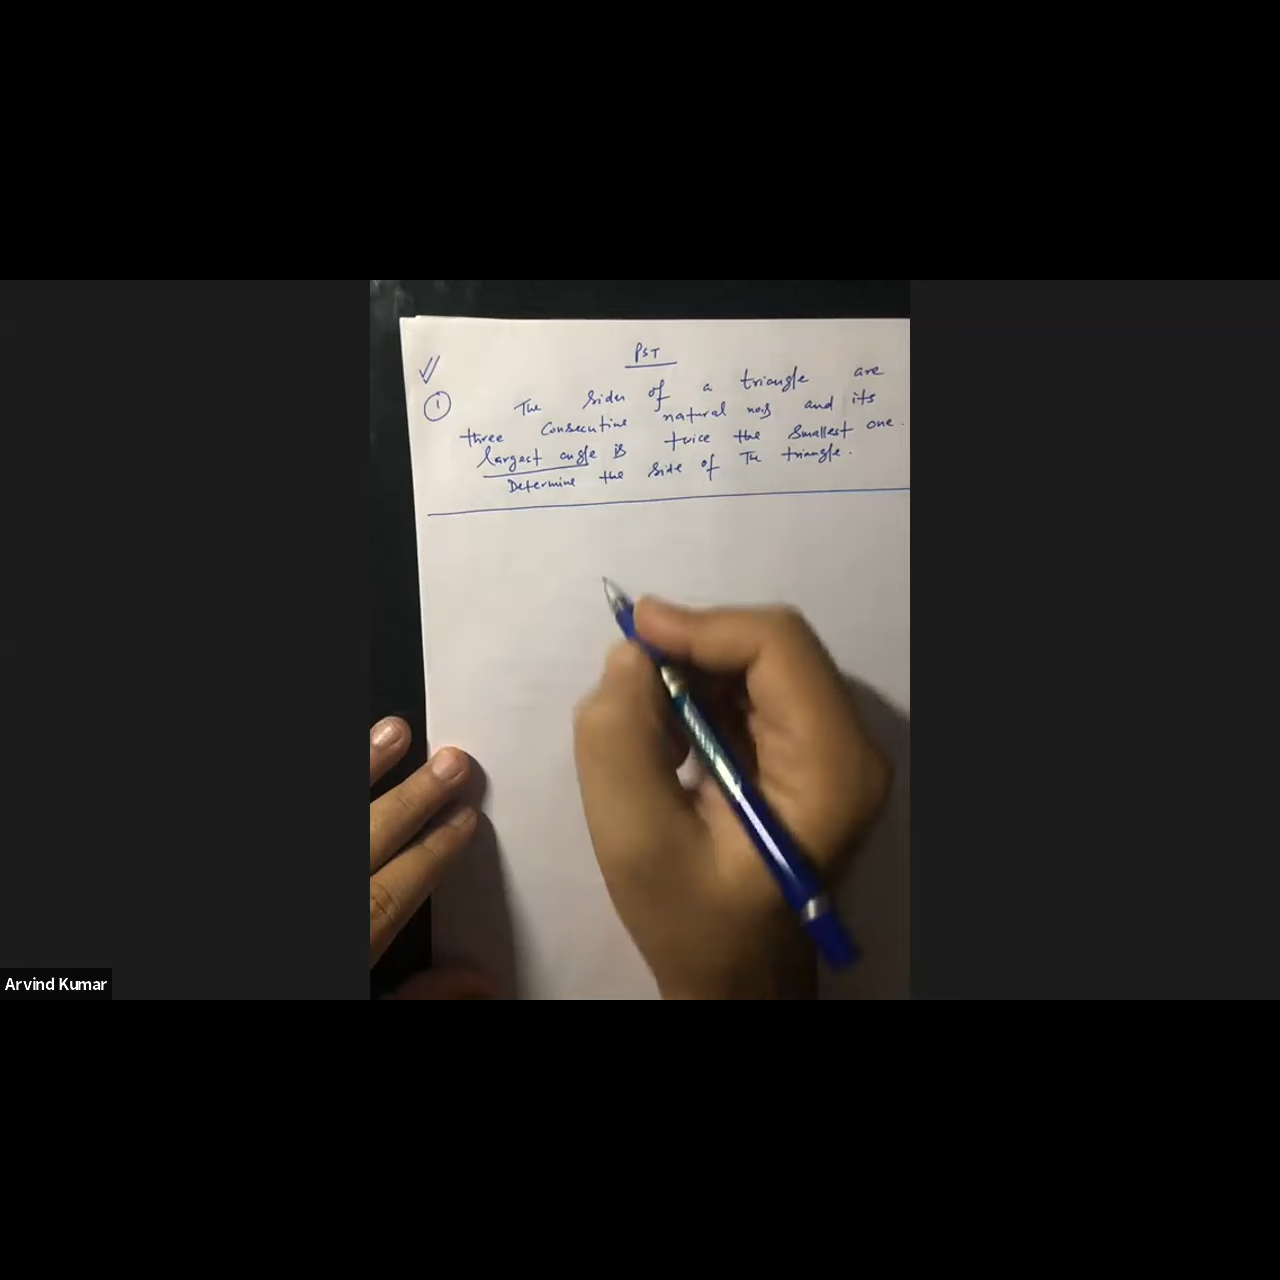 PST
1 The sides of a triangle are
three Consecutive natural nos and its
largest angle is twice the smallest one.
Determine the side of The triangle.
Arvind Kumar